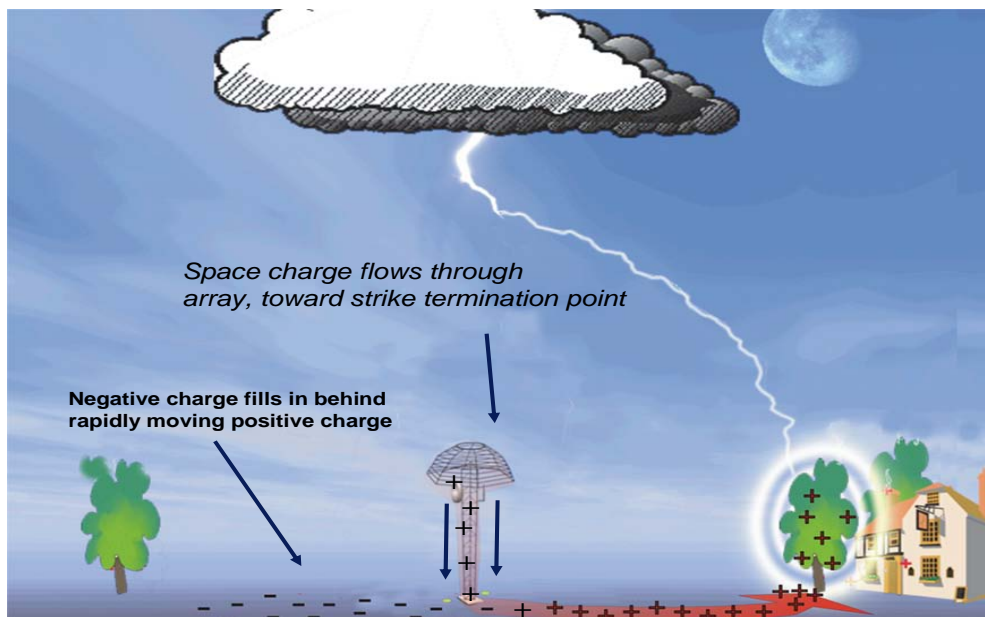 Space charge flows through
array, toward strike termination point
Negative charge fills in behind
rapidly moving positive charge